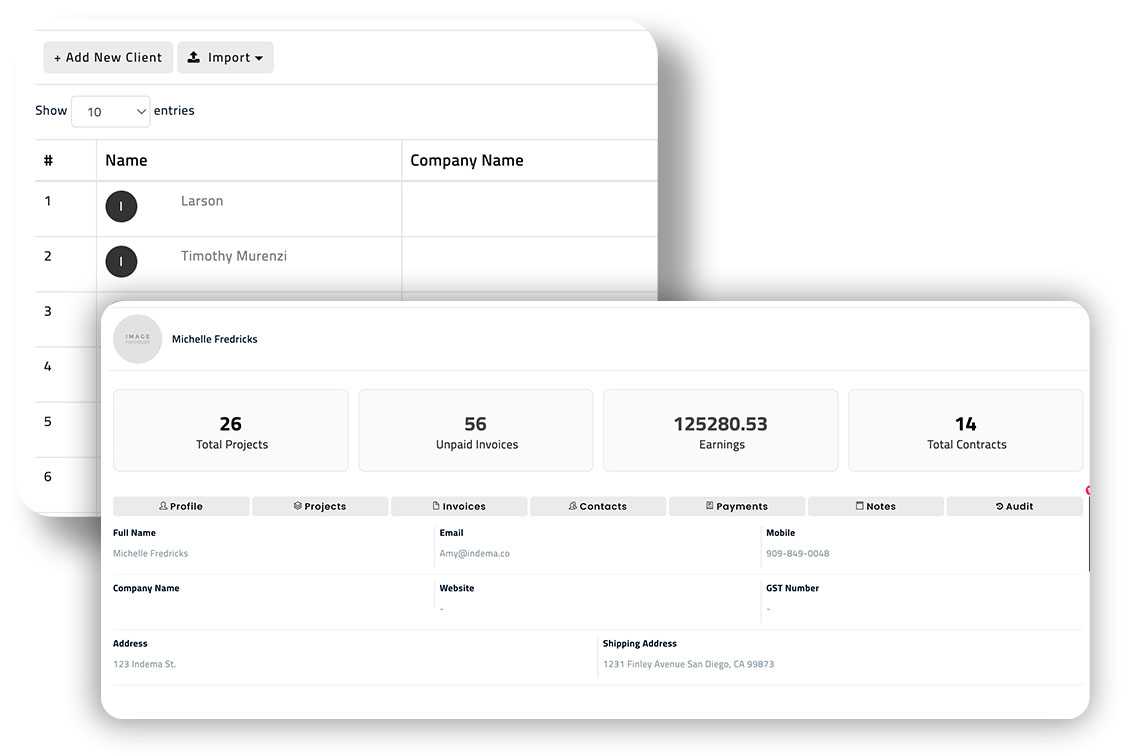 + Add New Client Import
Show 10 entries
# Name Company Name
1 I Larson
2 I Timothy Murenzi
3
4
5
6
IMAGE
Michelle Fredricks
26 56 125280.53 14
Total Projects Unpaid Invoices Earnings Total Contracts
Profile Projects Invoices Contacts Payments Notes Audit
Full Name Email Mobile
Michelle Fredricks Amy@indema.co 909-849-0048
Company Name Website GST Number
- -
Address Shipping Address
123 Indema St. 1231 Finley Avenue San Diego, CA 99873